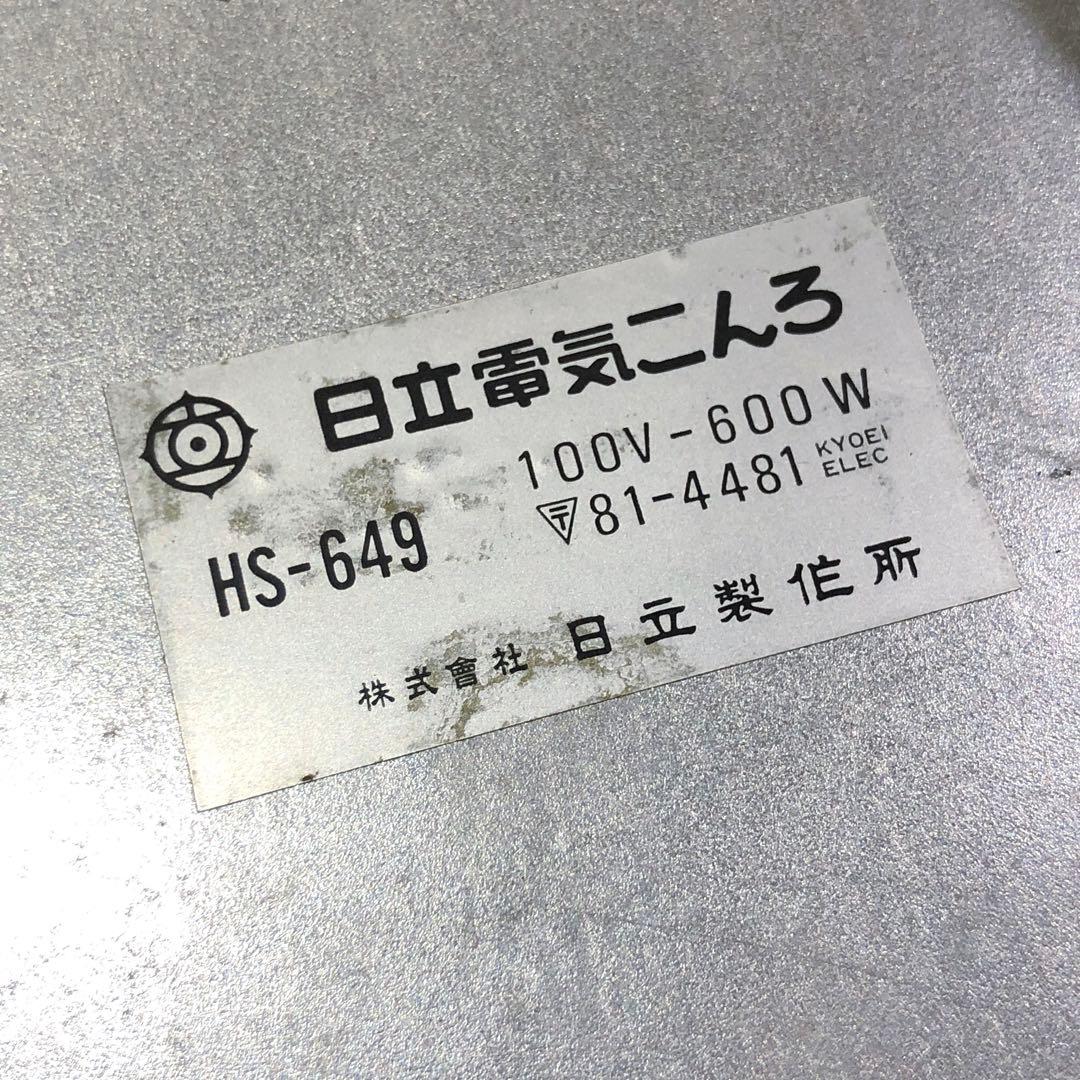 日立電気こんろ
100V-600W
〒81-4481 KYOEI ELEC
HS-649
株式會社 日立製作所